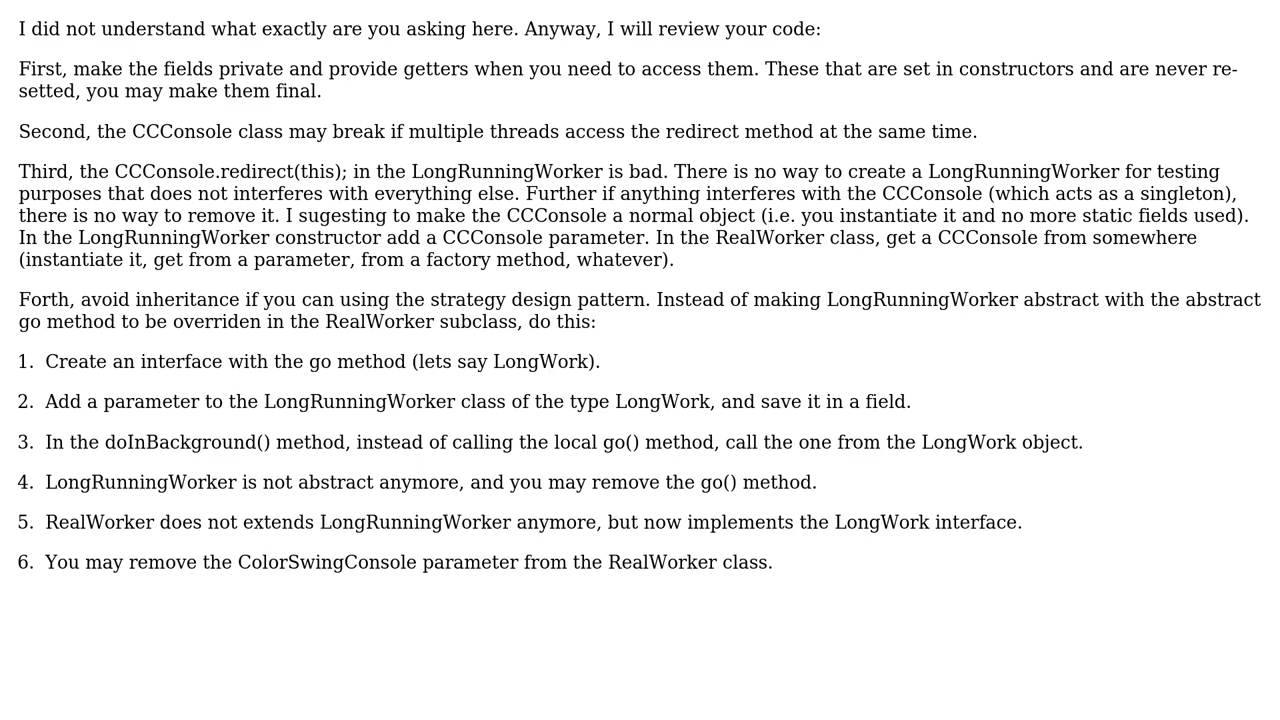 I did not understand what exactly are you asking here. Anyway, I will review your code:
First, make the fields private and provide getters when you need to access them. These that are set in constructors and are never re-
setted, you may make them final.
Second, the CCConsole class may break if multiple threads access the redirect method at the same time.
Third, the CCConsole.redirect(this); in the LongRunningWorker is bad. There is no way to create a LongRunningWorker for testing
purposes that does not interferes with everything else. Further if anything interferes with the CCConsole (which acts as a singleton),
there is no way to remove it. I sugesting to make the CCConsole a normal object (i.e. you instantiate it and no more static fields used).
In the LongRunningWorker constructor add a CCConsole parameter. In the RealWorker class, get a CCConsole from somewhere
(instantiate it, get from a parameter, from a factory method, whatever).
Forth, avoid inheritance if you can using the strategy design pattern. Instead of making LongRunningWorker abstract with the abstract
go method to be overriden in the RealWorker subclass, do this:
1. Create an interface with the go method (lets say LongWork).
2. Add a parameter to the LongRunningWorker class of the type LongWork, and save it in a field.
3. In the doInBackground() method, instead of calling the local go() method, call the one from the LongWork object.
4. LongRunningWorker is not abstract anymore, and you may remove the go() method.
5. RealWorker does not extends LongRunningWorker anymore, but now implements the LongWork interface.
6. You may remove the ColorSwingConsole parameter from the RealWorker class.